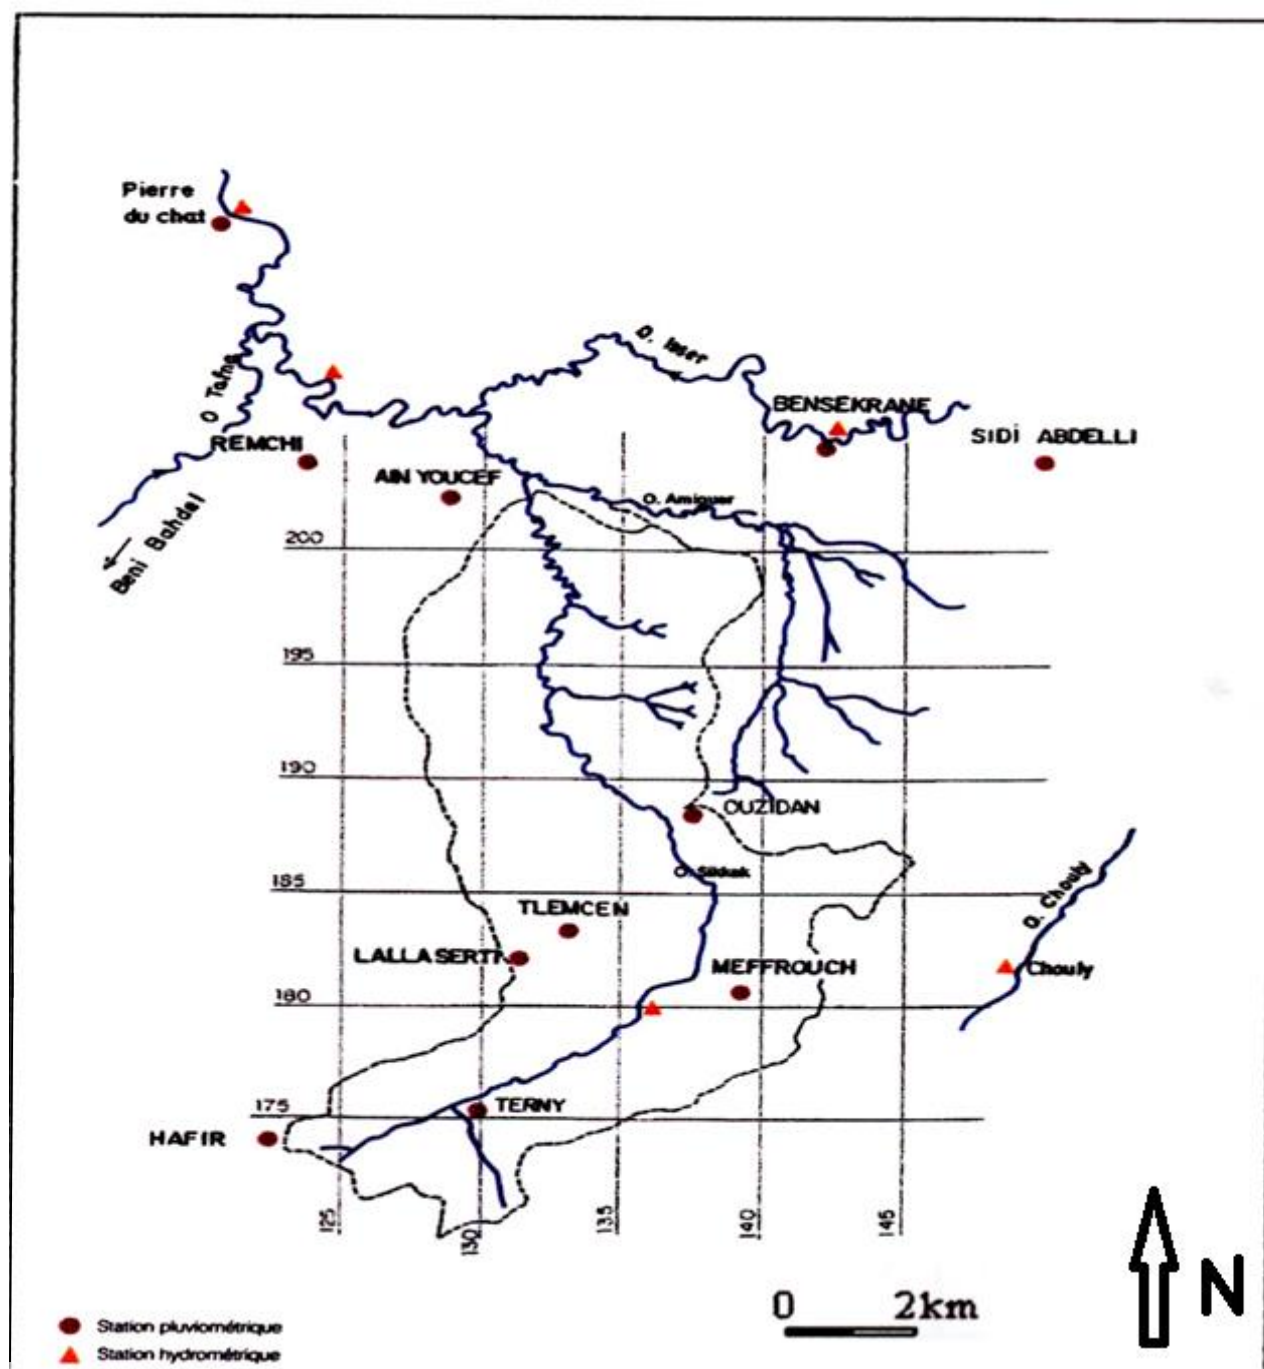 Pierre
du chat
O. Isser
O Tafna
BENSEKRANE
REMCHI
SIDI ABDELLI
AIN YOUCEF
O. Amiguer
Beni Bahdel
200
195
190
OUZIDAN
O. Sikkak
185
TLEMCEN
O. Chouly
LALLA SERTI
MEFFROUCH
Chouly
180
175
TERNY
HAFIR
125
130
135
140
145
0 2km
N
Station pluviométrique
Station hydrométrique